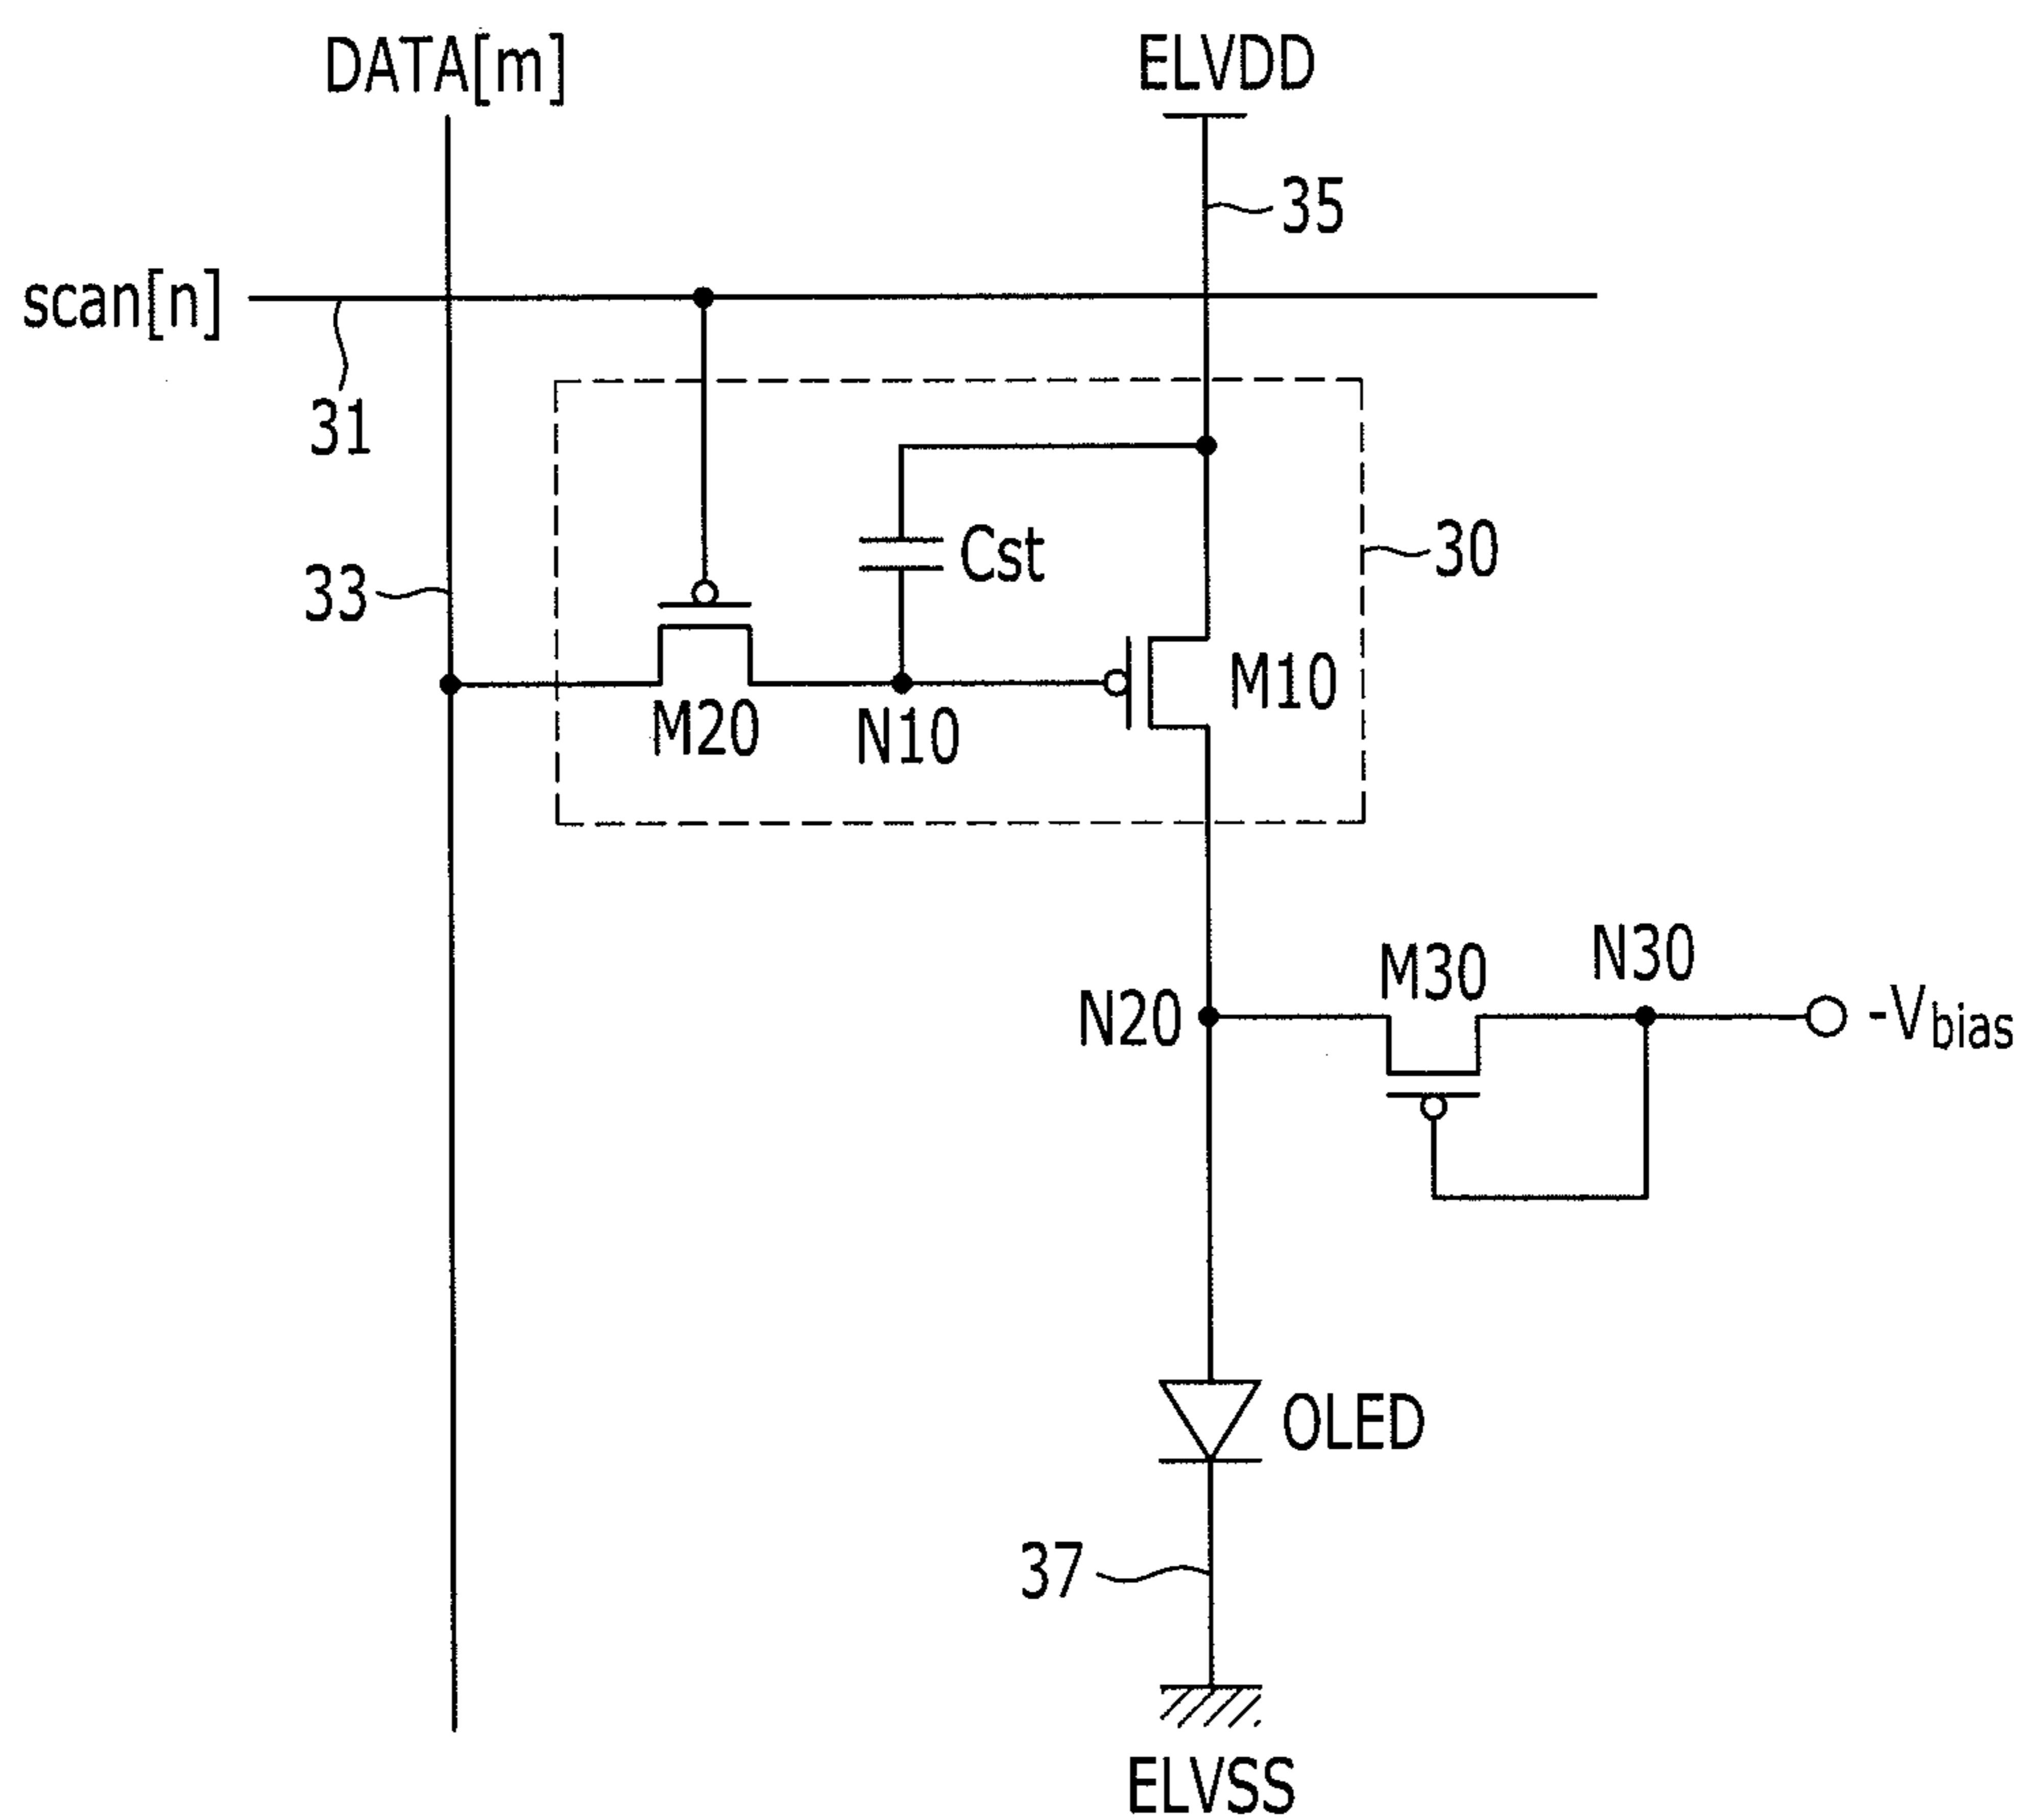 DATA[m]
ELVDD
35
scan[n]
31
30
Cst
33
M10
M20
N10
M30
N30
N20
-Vbias
OLED
37
ELVSS